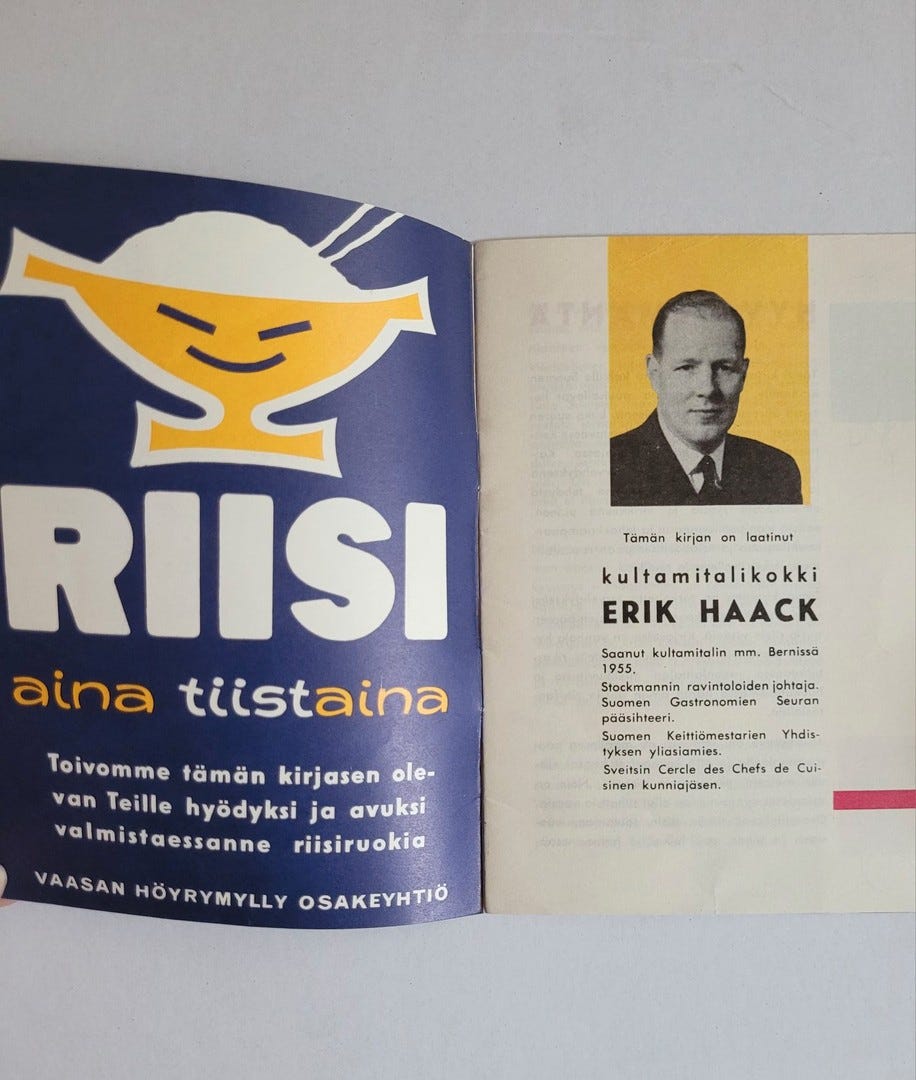 RIISI
aina tiistaina
Toivomme tämän kirjasen ole-
van Teille hyödyksi ja avuksi
valmistaessanne riisiruokia
VAASAN HÖYRYMYLLY OSAKEYHTIÖ
Tämän kirjan on laatinut
kultamitalikokki
ERIK HAACK
Saanut kultamitalin mm. Bernissä
1955.
Stockmannin ravintoloiden johtaja.
Suomen Gastronomien Seuran
pääsihteeri.
Suomen Keittiömestarien Yhdis-
tyksen yliasiamies.
Sveitsin Cercle des Chefs de Cui-
sinen kunniajäsen.